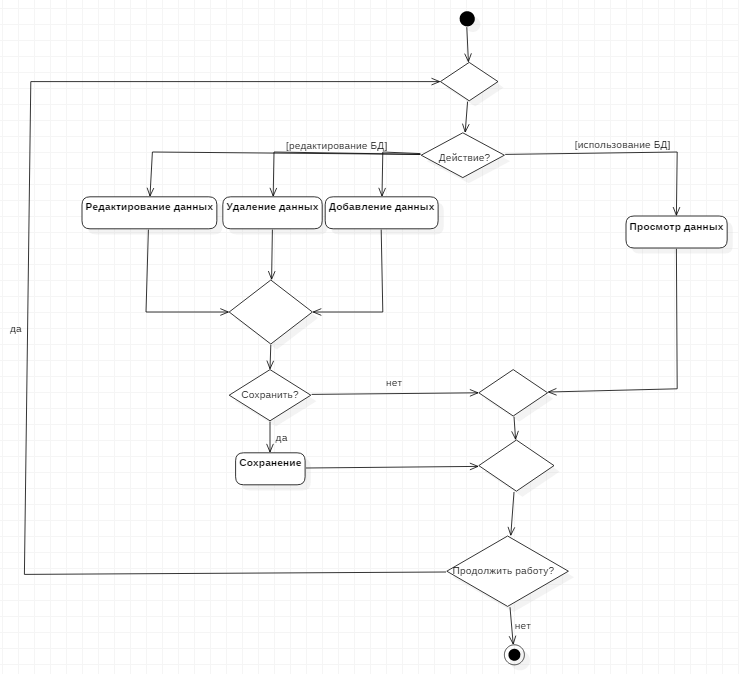 [редактирование БД]
[использование БД]
Действие?
Редактирование данных
Удаление данных
Добавление данных
Просмотр данных
да
Сохранить?
нет
да
Сохранение
Продолжить работу?
нет